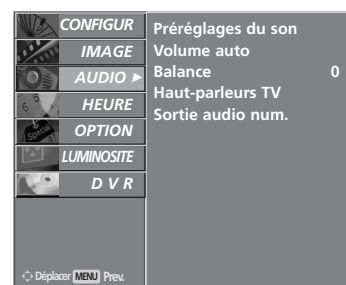 CONFIGUR
IMAGE
AUDIO
HEURE
OPTION
LUMINOSITE
D V R
Préréglages du son
Volume auto
Balance 0
Haut-parleurs TV
Sortie audio num.
Déplacer MENU Prev.